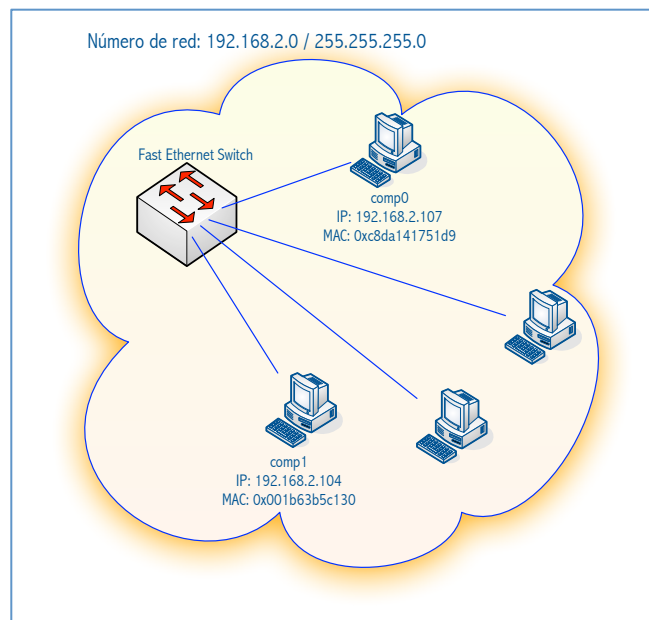 Número de red: 192.168.2.0 / 255.255.255.0
Fast Ethernet Switch
comp0
IP: 192.168.2.107
MAC: 0xc8da141751d9
comp1
IP: 192.168.2.104
MAC: 0x001b63b5c130